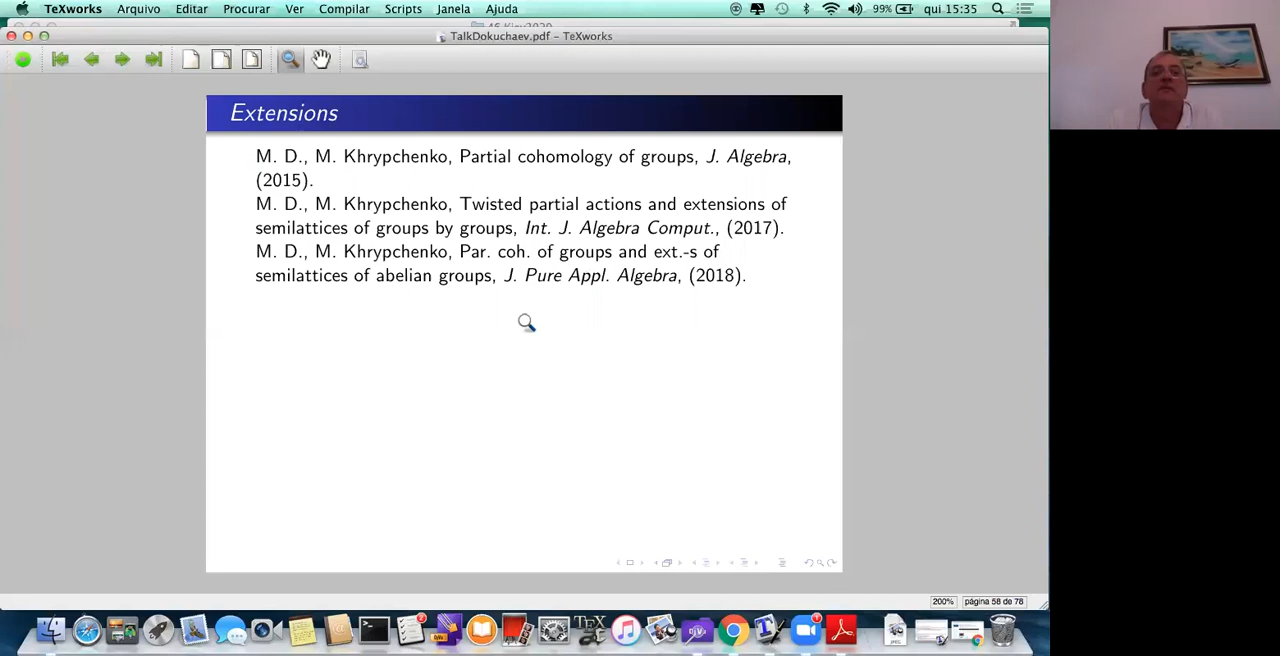 TeXworks Arquivo Editar Procurar Ver Compilar Scripts Janela Ajuda 99% qui 15:35
TalkDokuchaev.pdf – TeXworks
Extensions
M. D., M. Khrypchenko, Partial cohomology of groups, J. Algebra,
(2015).
M. D., M. Khrypchenko, Twisted partial actions and extensions of
semilattices of groups by groups, Int. J. Algebra Comput., (2017).
M. D., M. Khrypchenko, Par. coh. of groups and ext.-s of
semilattices of abelian groups, J. Pure Appl. Algebra, (2018).
200% página 58 de 78